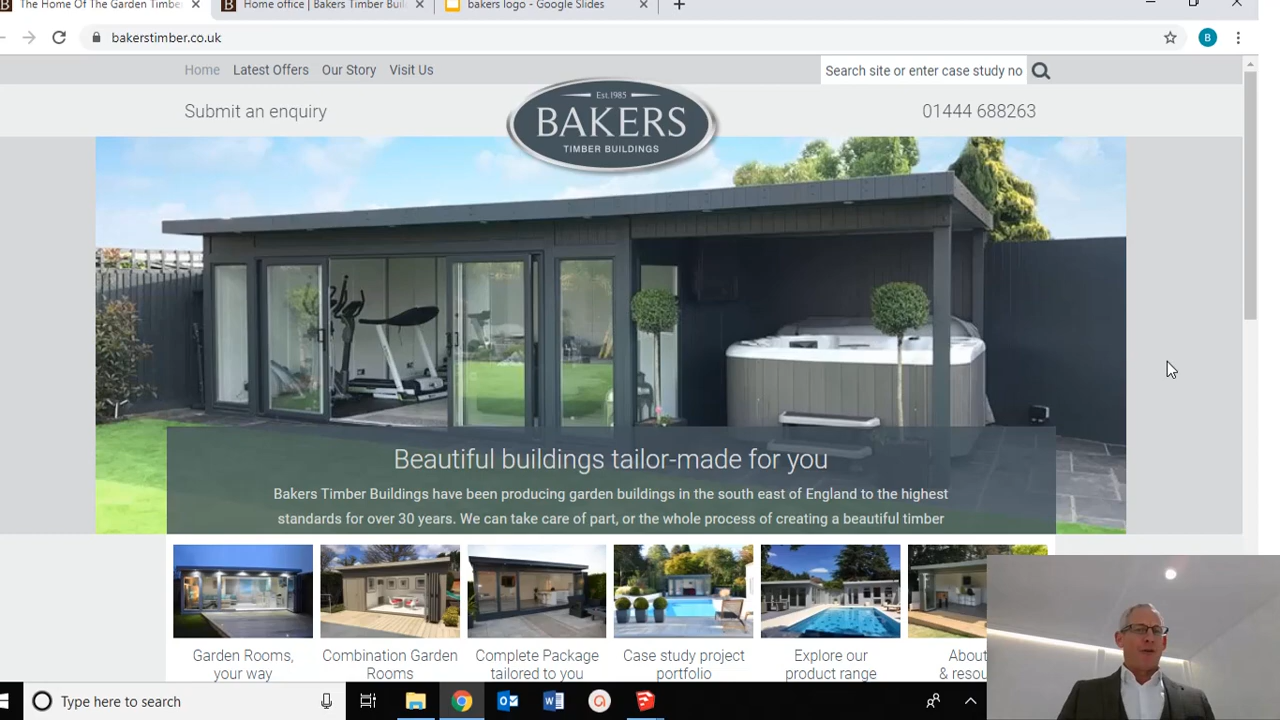 The Home Of The Garden Timbe
Home office | Bakers Timber Buil
bakers logo - Google Slides
bakerstimber.co.uk
B
Home
Latest Offers
Our Story
Visit Us
Search site or enter case study no
Submit an enquiry
Est.1985
BAKERS
TIMBER BUILDINGS
01444 688263
Beautiful buildings tailor-made for you
Bakers Timber Buildings have been producing garden buildings in the south east of England to the highest
standards for over 30 years. We can take care of part, or the whole process of creating a beautiful timber
Garden Rooms,
your way
Combination Garden
Rooms
Complete Package
tailored to you
Case study project
portfolio
Explore our
product range
About
& resou
Type here to search